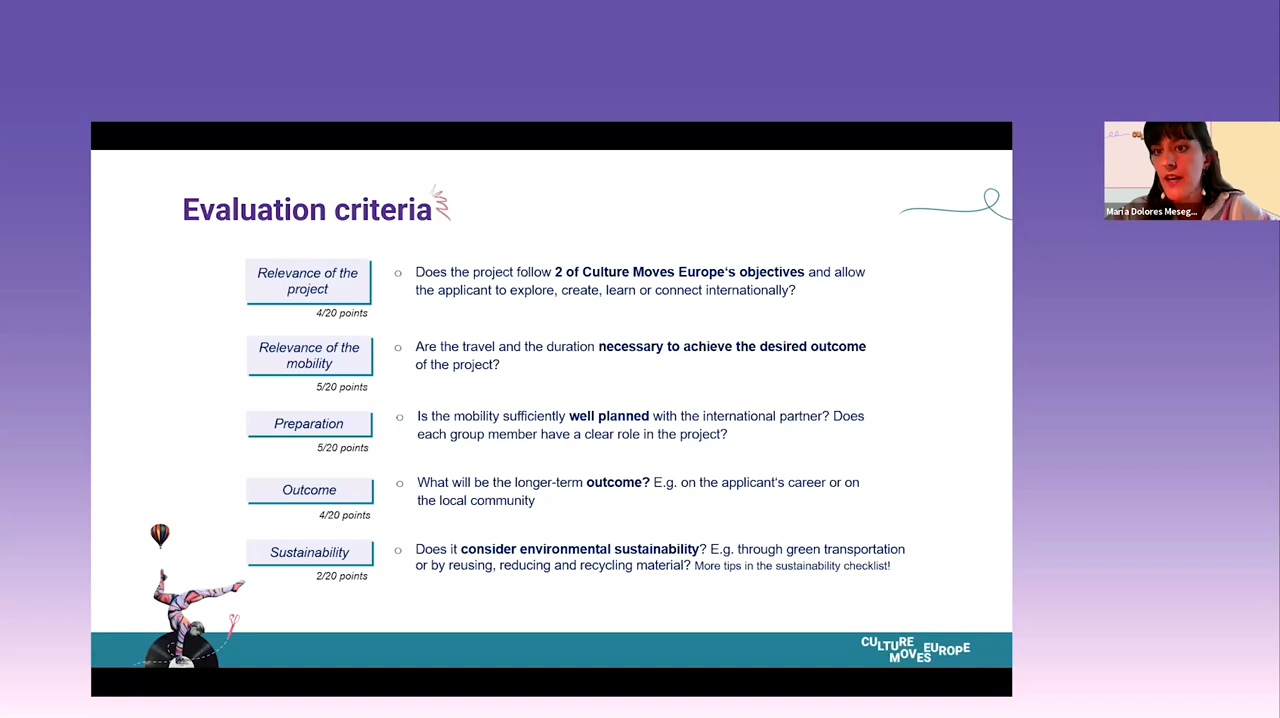 Evaluation criteria
Relevance of the
project
4/20 points
○ Does the project follow 2 of Culture Moves Europe's objectives and allow
the applicant to explore, create, learn or connect internationally?
Relevance of the
mobility
5/20 points
○ Are the travel and the duration necessary to achieve the desired outcome
of the project?
Preparation
5/20 points
○ Is the mobility sufficiently well planned with the international partner? Does
each group member have a clear role in the project?
Outcome
4/20 points
○ What will be the longer-term outcome? E.g. on the applicant's career or on
the local community
Sustainability
2/20 points
○ Does it consider environmental sustainability? E.g. through green transportation
or by reusing, reducing and recycling material? More tips in the sustainability checklist!
CULTURE
MOVES EUROPE
María Dolores Meseg...